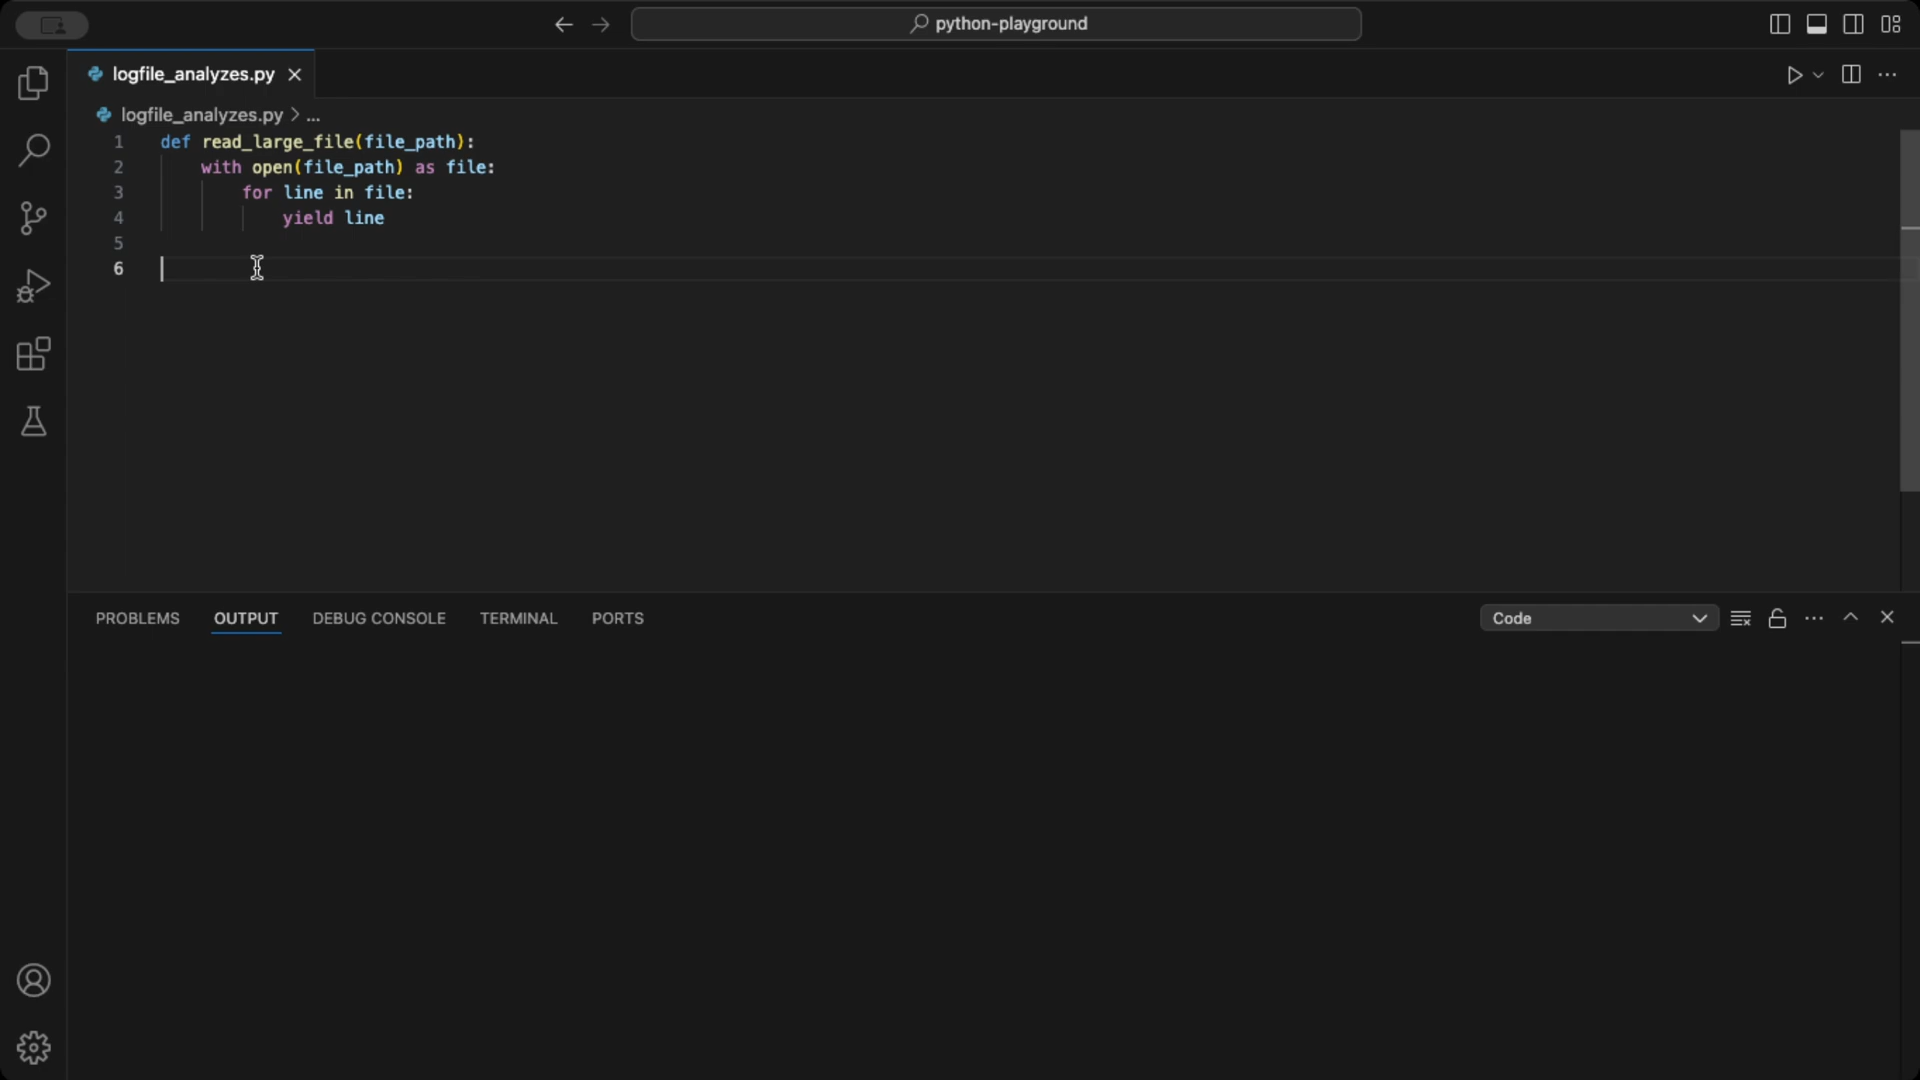 python-playground
logfile_analyzes.py
logfile_analyzes.py > ...
1 def read_large_file(file_path):
2 with open(file_path) as file:
3 for line in file:
4 yield line
5
6
PROBLEMS OUTPUT DEBUG CONSOLE TERMINAL PORTS Code